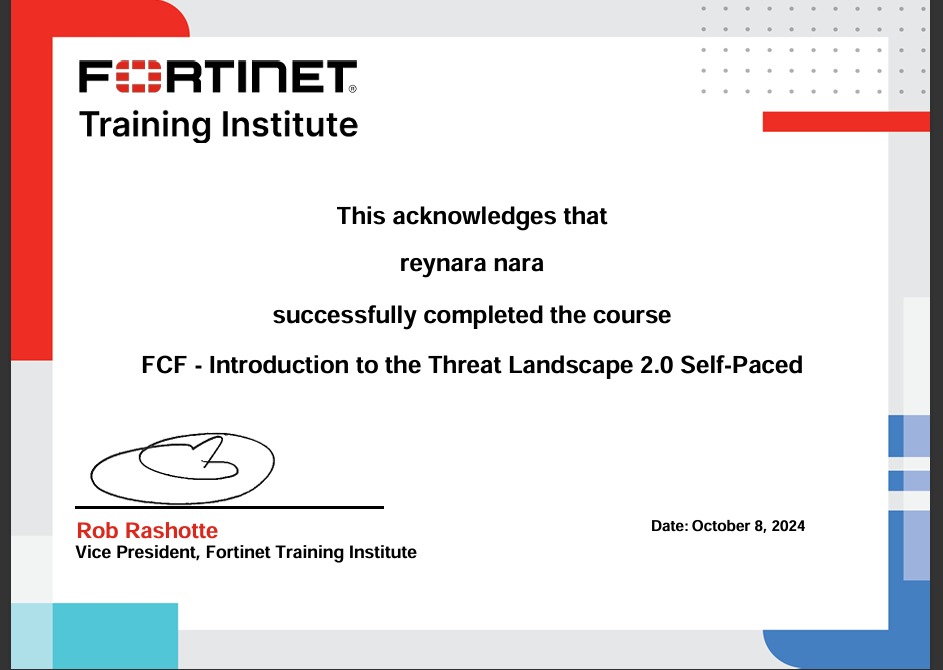 FORTINET®
Training Institute
This acknowledges that
reynara nara
successfully completed the course
FCF - Introduction to the Threat Landscape 2.0 Self-Paced
Rob Rashotte
Vice President, Fortinet Training Institute
Date: October 8, 2024